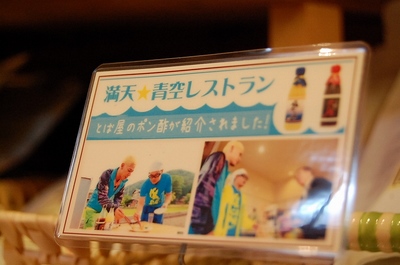 満天★青空レストラン
とば屋のポン酢が紹介されました。